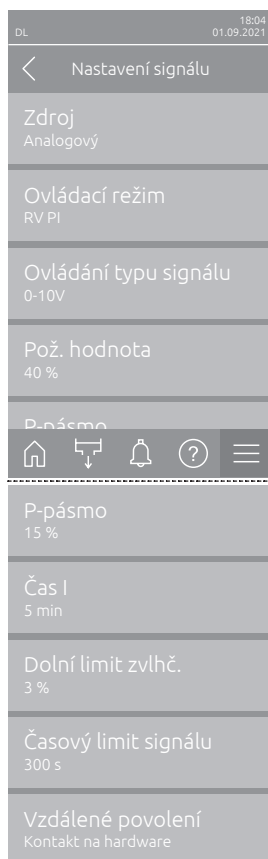 18:04
DL 01.09.2021
Nastavení signálu
Zdroj
Analogový
Ovládací režim
RV PI
Ovládání typu signálu
0-10V
Pož. hodnota
40 %
P-pásmo
?
P-pásmo
15 %
Čas I
5 min
Dolní limit zvlhč.
3 %
Časový limit signálu
300 s
Vzdálené povolení
Kontakt na hardware